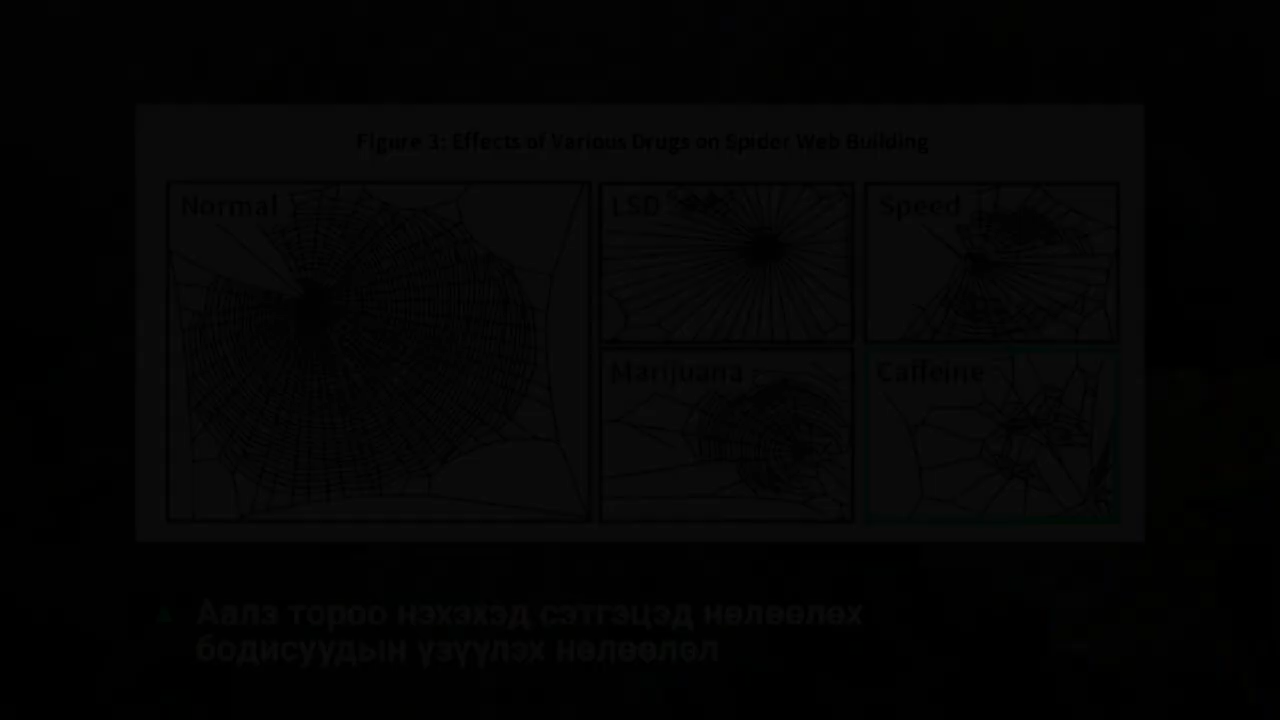 Figure 3: Effects of Various Drugs on Spider Web Building
Normal
LSD
Speed
Marijuana
Caffeine
Аалз тороо нэхэхэд сэтгэцэд нөлөөлөх
бодисуудын үзүүлэх нөлөөлөл